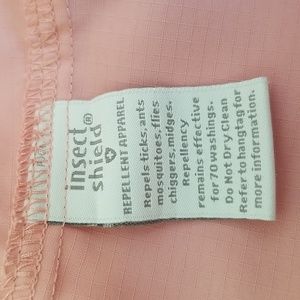 insect
shield®
REPELLENT APPAREL
Repels ticks, ants
mosquitoes, flies
chiggers, midges.
Repellency
remains effective
for 70 washings.
Do Not Dry Clean
Refer to hangtag for
more information.